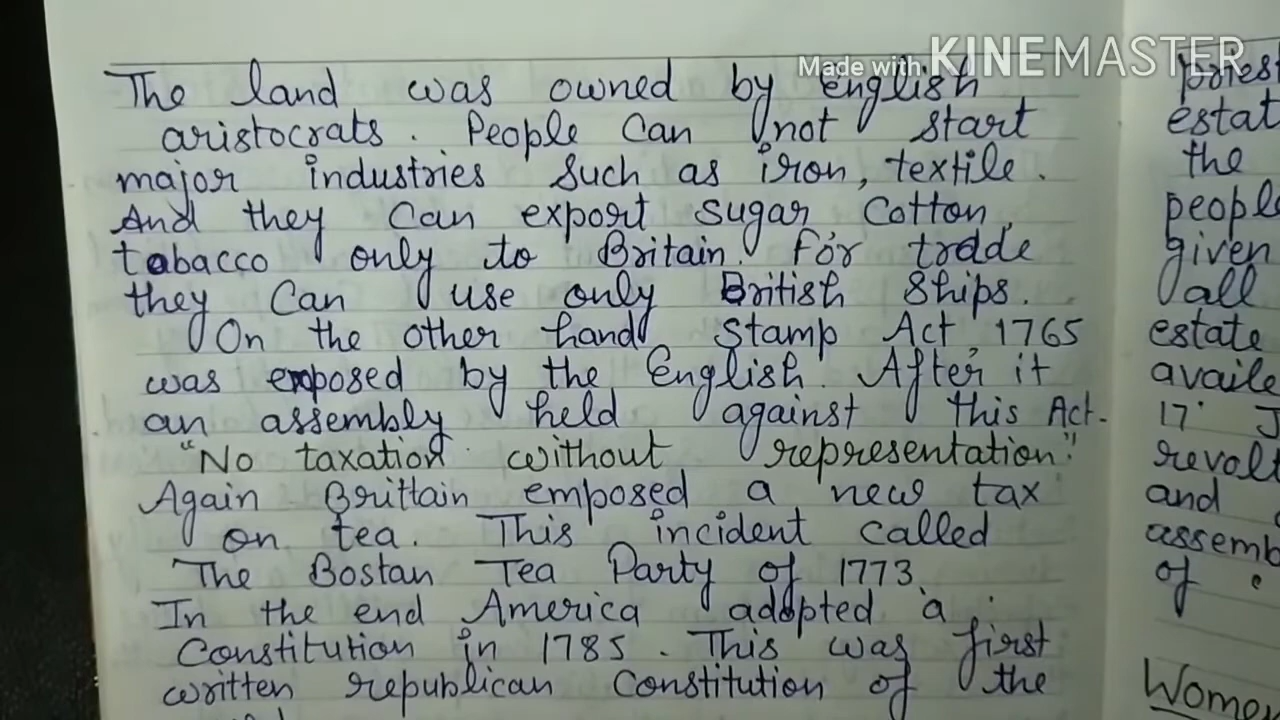 Made with KINEMASTER
The land was owned by english
aristocrats. People can not start
major industries such as iron, textile.
And they can export sugar cotton,
tobacco only to Britain. For trade
they can use only British ships.
On the other hand Stamp Act, 1765
was emposed by the English. After it
an assembly held against this Act.
"No taxation without representation."
Again Brittain emposed a new tax
on tea. This incident called
The Bostan Tea Party of 1773.
In the end America adopted a
Constitution in 1785. This was first
written republican Constitution of the
estat
the
people
given
all
estate
availe
17 J
revolt
and
assemb
of
Women